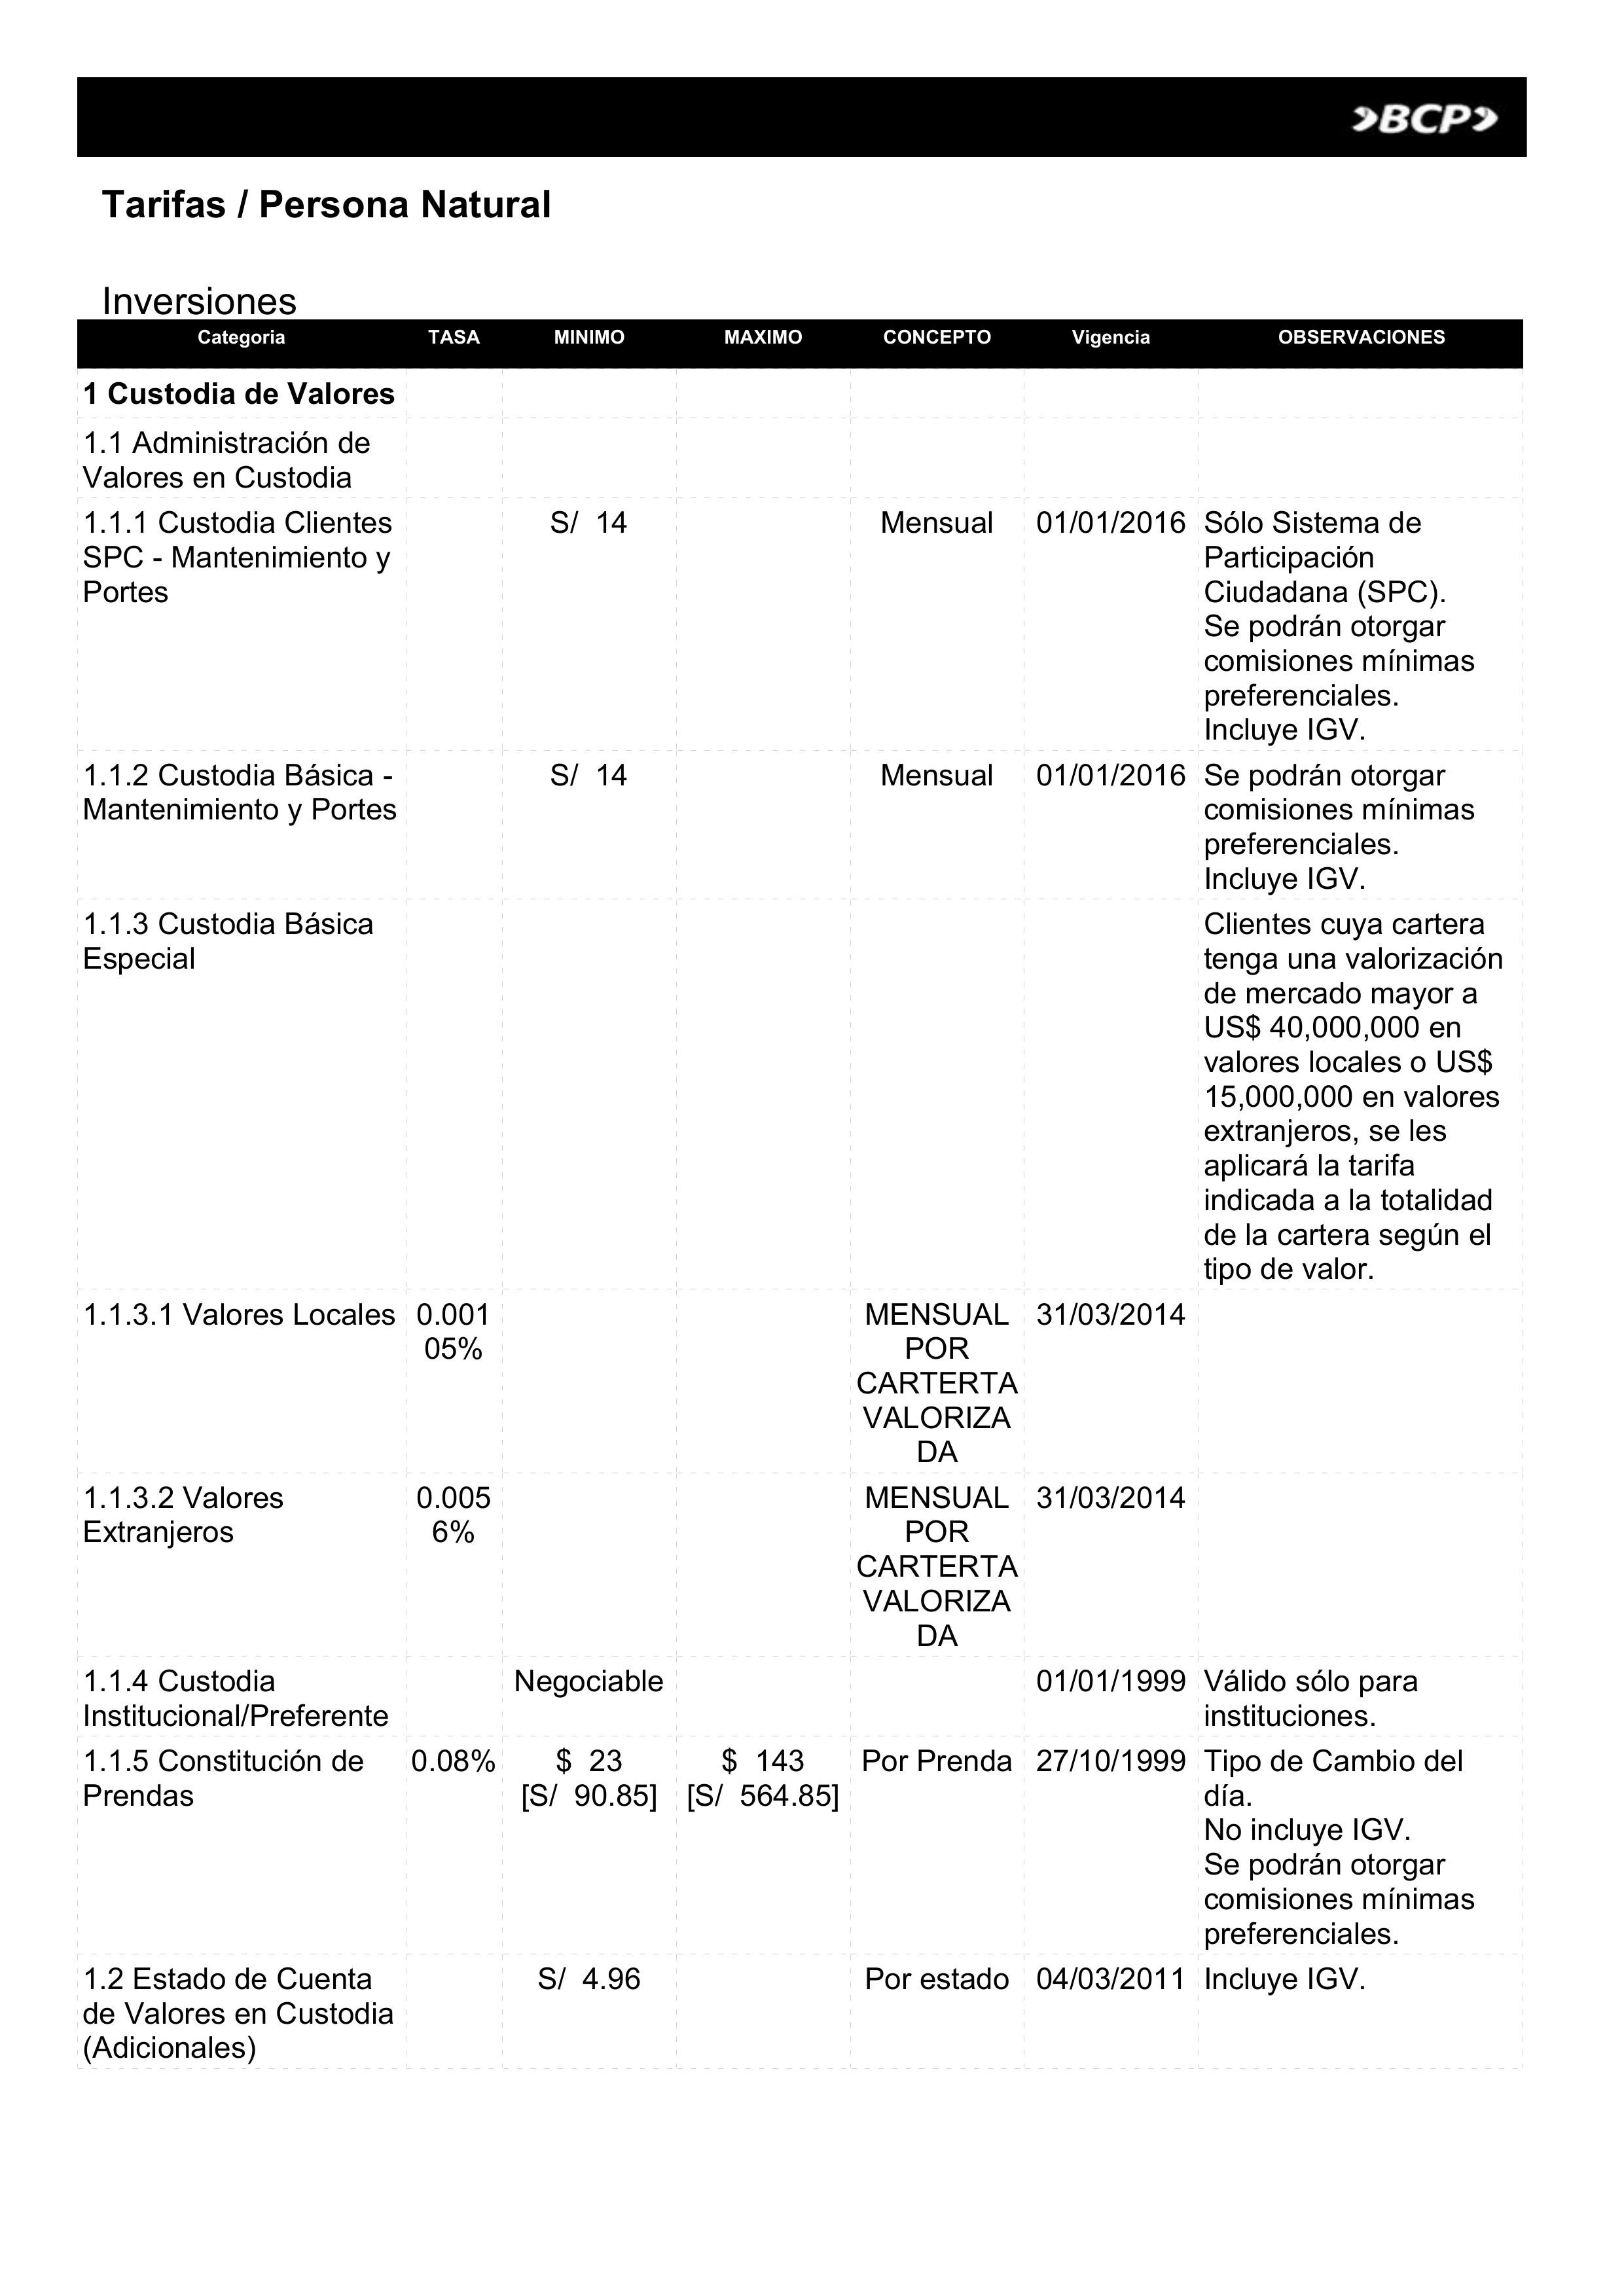 BCP
Tarifas / Persona Natural
Inversiones
Categoria TASA MINIMO MAXIMO CONCEPTO Vigencia OBSERVACIONES
1 Custodia de Valores
1.1 Administración de
Valores en Custodia
1.1.1 Custodia Clientes S/ 14 Mensual 01/01/2016 Sólo Sistema de
SPC - Mantenimiento y Participación
Portes Ciudadana (SPC).
Se podrán otorgar
comisiones mínimas
preferenciales.
Incluye IGV.
1.1.2 Custodia Básica - S/ 14 Mensual 01/01/2016 Se podrán otorgar
Mantenimiento y Portes comisiones mínimas
preferenciales.
Incluye IGV.
1.1.3 Custodia Básica Clientes cuya cartera
Especial tenga una valorización
de mercado mayor a
US$ 40,000,000 en
valores locales o US$
15,000,000 en valores
extranjeros, se les
aplicará la tarifa
indicada a la totalidad
de la cartera según el
tipo de valor.
1.1.3.1 Valores Locales 0.001 MENSUAL 31/03/2014
05% POR
CARTERTA
VALORIZA
DA
1.1.3.2 Valores 0.005 MENSUAL 31/03/2014
Extranjeros 6% POR
CARTERTA
VALORIZA
DA
1.1.4 Custodia Negociable 01/01/1999 Válido sólo para
Institucional/Preferente instituciones.
1.1.5 Constitución de 0.08% $ 23 $ 143 Por Prenda 27/10/1999 Tipo de Cambio del
Prendas [S/ 90.85] [S/ 564.85] día.
No incluye IGV.
Se podrán otorgar
comisiones mínimas
preferenciales.
1.2 Estado de Cuenta S/ 4.96 Por estado 04/03/2011 Incluye IGV.
de Valores en Custodia
(Adicionales)